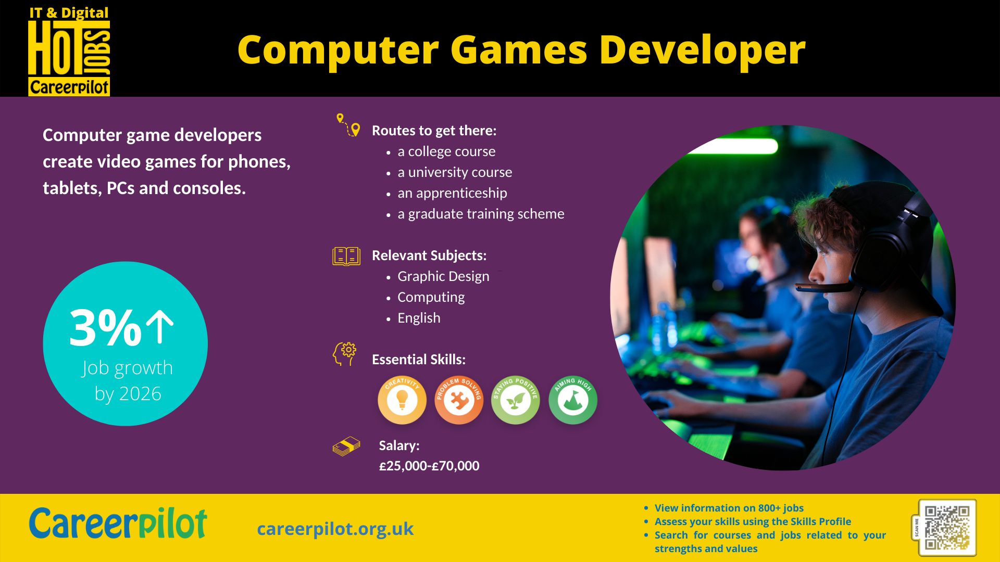 IT & Digital
HOT JOBS
Careerpilot
Computer Games Developer
Computer game developers
create video games for phones,
tablets, PCs and consoles.
3%↑
Job growth
by 2026
Routes to get there:
• a college course
• a university course
• an apprenticeship
• a graduate training scheme
Relevant Subjects:
• Graphic Design
• Computing
• English
Essential Skills:
CREATIVITY
PROBLEM SOLVING
STAYING POSITIVE
AIMING HIGH
Salary:
£25,000-£70,000
Careerpilot
careerpilot.org.uk
• View information on 800+ jobs
• Assess your skills using the Skills Profile
• Search for courses and jobs related to your
strengths and values
SCAN ME